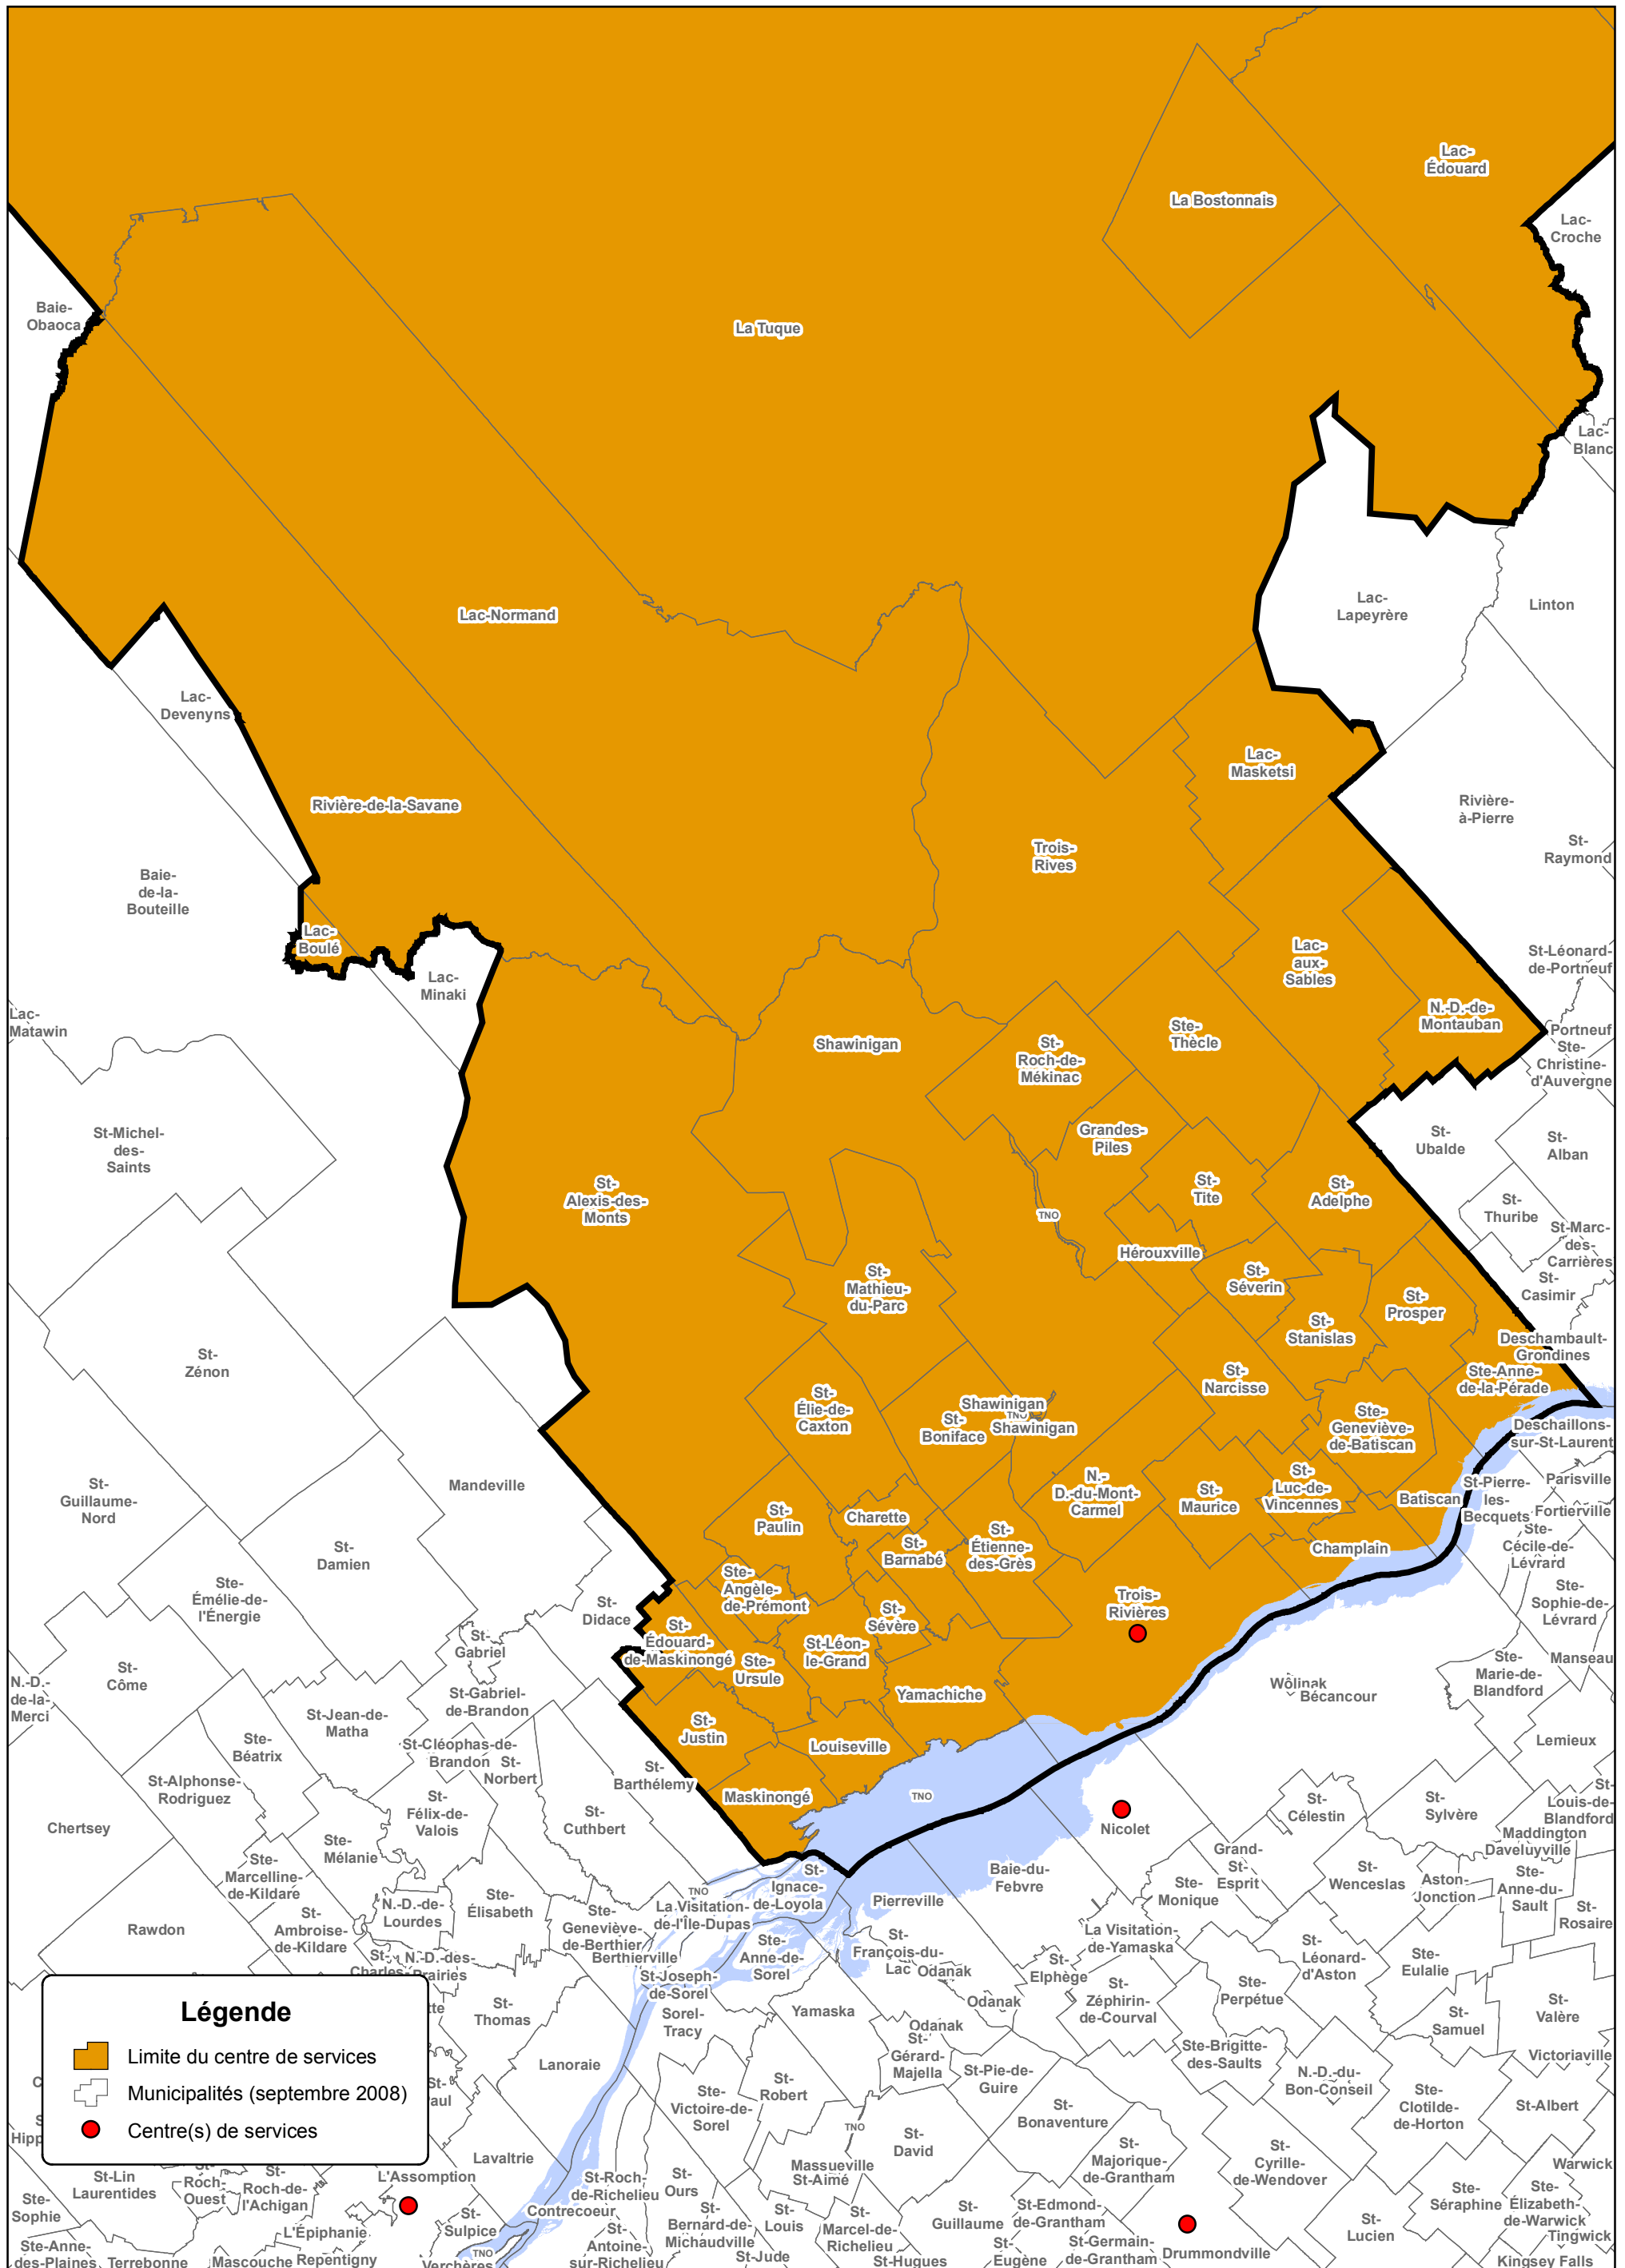 Lac-
Édouard
La Bostonnais
Lac-
Croche
Baie-
Obaoca
La Tuque
Lac-
Blanc
Lac-Normand
Lac-
Lapeyrère
Linton
Lac-
Devenyns
Lac-
Masketsi
Rivière-de-la-Savane
Rivière-
à-Pierre
Trois-
Rives
St-
Raymond
Baie-
de-la-
Bouteille
Lac-
Boulé
Lac-
aux-
Sables
St-Léonard-
de-Portneuf
Lac-
Minaki
Lac-
Matawin
N.-D.-de-
Montauban
Shawinigan
Ste-
Thècle
Portneuf
St-
Roch-de-
Mékinac
Ste-
Christine-
d'Auvergne
St-Michel-
des-
Saints
Grandes-
Piles
St-
Ubalde
St-
Alban
St-
Alexis-des-
Monts
St-
Tite
St-
Adelphe
St-
Thuribe
TNO
Hérouxville
St-Marc-
des-
Carrières
St-
Mathieu-
du-Parc
St-
Séverin
St-
Casimir
St-
Prosper
St-
Stanislas
Deschambault-
Grondines
St-
Zénon
St-
Narcisse
Ste-Anne-
de-la-Pérade
St-
Élie-de-
Caxton
Shawinigan
TNO
Shawinigan
St-
Boniface
Ste-
Geneviève-
de-Batiscan
Deschaillons-
sur-St-Laurent
St-
Guillaume-
Nord
Mandeville
N.-
D.-du-Mont-
Carmel
St-
Maurice
St-
Luc-de-
Vincennes
Batiscan
St-Pierre-
les-
Becquets
Parisville
Fortierville
St-
Paulin
Charette
St-
Barnabé
St-
Étienne-
des-Grès
Champlain
Ste-
Cécile-de-
Lévrard
St-
Damien
Ste-
Émélie-de-
l'Énergie
St-
Didace
Ste-
Angèle-
de-Prémont
St-
Sévère
Trois-
Rivières
Ste-
Sophie-de-
Lévrard
St-
Gabriel
St-
Édouard-
de-Maskinongé
Ste-
Ursule
St-Léon-
le-Grand
Ste-
Marie-de-
Blandford
Manseau
St-
Côme
N.-D.-
de-la-
Merci
St-Gabriel-
de-Brandon
Yamachiche
Wôlinak
Bécancour
St-Jean-de-
Matha
St-
Justin
Louiseville
Lemieux
Ste-
Béatrix
St-Cléophas-de-
Brandon
St-
Norbert
St-
Barthélemy
Maskinongé
TNO
St-Alphonse-
Rodriguez
St-
Félix-de-
Valois
St-
Cuthbert
Nicolet
St-
Célestin
St-
Sylvère
St-
Louis-de-
Blandford
Chertsey
Ste-
Mélanie
Maddington
Daveluyville
Ste-
Marcelline-
de-Kildare
St-
Ignace-
de-Loyola
Baie-du-
Febvre
Grand-
St-
Esprit
St-
Wenceslas
Aston-
Jonction
Ste-
Anne-du-
Sault
Ste-
Monique
TNO
Pierreville
N.-D.-de-
Lourdes
Ste-
Élisabeth
La Visitation-
de-l'Île-Dupas
St-
Rosaire
Rawdon
St-
Ambroise-
de-Kildare
Ste-
Geneviève-
de-Berthier
Berthierville
La Visitation-
de-Yamaska
St-
François-du-
Lac
Odanak
Ste-
Anne-de-
Sorel
St-
Léonard-
d'Aston
Ste-
Eulalie
St-
Charles-
N.-D.-des-
Prairies
St-Joseph-
de-Sorel
St-
Elphège
St-
Zéphirin-
de-Courval
Ste-
Perpétue
Légende
Limite du centre de services
Municipalités (septembre 2008)
Centre(s) de services
St-
Thomas
Sorel-
Tracy
Yamaska
Odanak
Odanak
St-
Valère
St-
Samuel
Lanoraie
St-
Gérard-
Majella
St-Pie-de-
Guire
Ste-Brigitte-
des-Saults
N.-D.-du-
Bon-Conseil
Victoriaville
Ste-
Victoire-de-
Sorel
St-
Robert
St-
Bonaventure
Ste-
Clotilde-
de-Horton
St-Albert
TNO
St-
David
Lavaltrie
Massueville
St-Aimé
St-
Majorique-
de-Grantham
St-
Cyrille-
de-Wendover
Warwick
St-Lin
Laurentides
St-
Roch-
Ouest
St-
Roch-de-
l'Achigan
L'Assomption
St-Roch-
de-Richelieu
St-
Ours
Contrecoeur
Ste-
Sophie
L'Épiphanie
St-
Sulpice
St-
Bernard-de-
Michaudville
St-
Louis
St-
Marcel-de-
Richelieu
St-
Guillaume
St-Edmond-
de-Grantham
St-
Lucien
Ste-
Séraphine
Ste-
Élizabeth-
de-Warwick
Tingwick
Ste-Anne-
des-Plaines
Terrebonne
Mascouche
Repentigny
Verchères
TNO
St-
Antoine-
sur-Richelieu
St-Jude
St-Hugues
St-
Eugène
St-Germain-
de-Grantham
Drummondville
Kingsey Falls